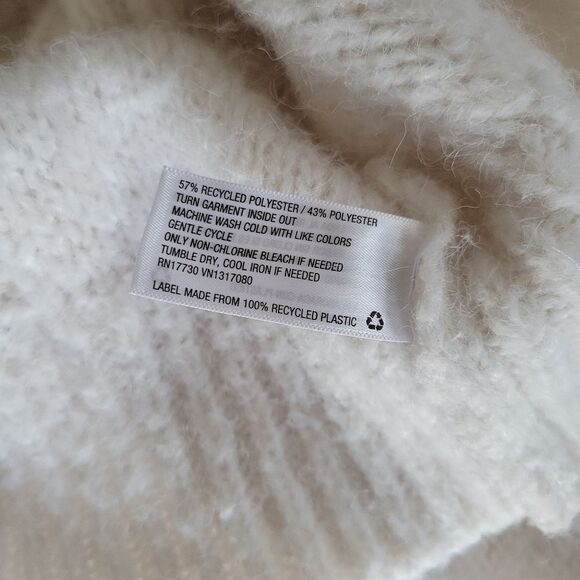 57% RECYCLED POLYESTER / 43% POLYESTER
TURN GARMENT INSIDE OUT
MACHINE WASH COLD WITH LIKE COLORS
GENTLE CYCLE
ONLY NON-CHLORINE BLEACH IF NEEDED
TUMBLE DRY, COOL IRON IF NEEDED
RN17730 VN1317080
LABEL MADE FROM 100% RECYCLED PLASTIC